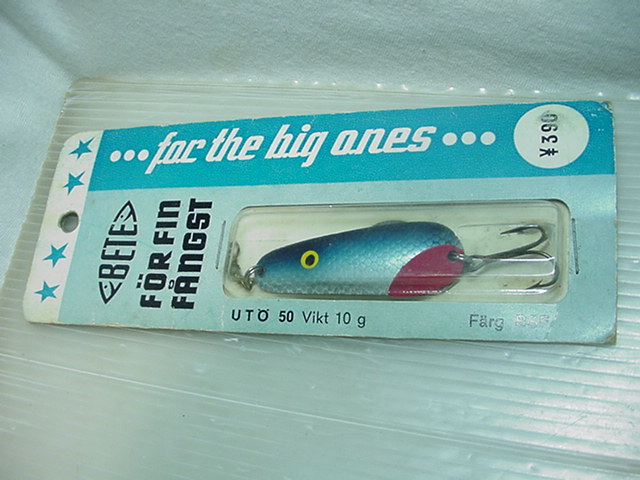 •••for the big ones•••
¥390
BETE
FÖR FIN
FÅNGST
UTÖ 50 Vikt 10 g
Färg